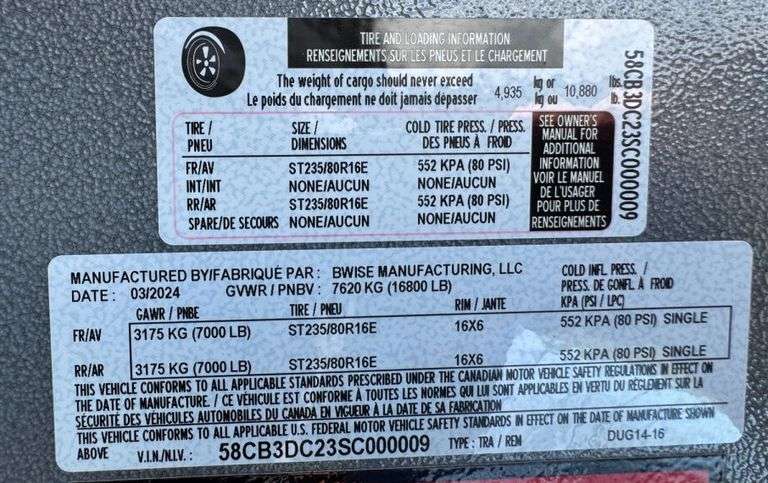 TIRE AND LOADING INFORMATION
RENSEIGNEMENTS SUR LES PNEUS ET LE CHARGEMENT
The weight of cargo should never exceed
Le poids du chargement ne doit jamais dépasser
4,935 kg or 10,880 lbs.
kg ou lb.
58CB3DC23SC000009
TIRE / SIZE / COLD TIRE PRESS. / PRESS.
PNEU DIMENSIONS DES PNEUS À FROID
FR/AV ST235/80R16E 552 KPA (80 PSI)
INT/INT NONE/AUCUN NONE/AUCUN
RR/AR ST235/80R16E 552 KPA (80 PSI)
SPARE/DE SECOURS NONE/AUCUN NONE/AUCUN
SEE OWNER'S
MANUAL FOR
ADDITIONAL
INFORMATION
VOIR LE MANUEL
DE L'USAGER
POUR PLUS DE
RENSEIGNEMENTS
MANUFACTURED BY/FABRIQUÉ PAR : BWISE MANUFACTURING, LLC
DATE : 03/2024 GVWR / PNBV : 7620 KG (16800 LB)
COLD INFL. PRESS. /
PRESS. DE GONFL. À FROID
KPA (PSI / LPC)
GAWR / PNBE TIRE / PNEU RIM / JANTE
FR/AV 3175 KG (7000 LB) ST235/80R16E 16X6 552 KPA (80 PSI) SINGLE
RR/AR 3175 KG (7000 LB) ST235/80R16E 16X6 552 KPA (80 PSI) SINGLE
THIS VEHICLE CONFORMS TO ALL APPLICABLE STANDARDS PRESCRIBED UNDER THE CANADIAN MOTOR VEHICLE SAFETY REGULATIONS IN EFFECT ON
THE DATE OF MANUFACTURE. / CE VÉHICULE EST CONFORME À TOUTES LES NORMES QUI LUI SONT APPLICABLES EN VERTU DU RÈGLEMENT SUR LA
SÉCURITÉ DES VÉHICULES AUTOMOBILES DU CANADA EN VIGUEUR À LA DATE DE SA FABRICATION
THIS VEHICLE CONFORMS TO ALL APPLICABLE U.S. FEDERAL MOTOR VEHICLE SAFETY STANDARDS IN EFFECT ON THE DATE OF MANUFACTURE SHOWN
ABOVE V.I.N./N.I.V. : 58CB3DC23SC000009 TYPE : TRA / REM DUG14-16